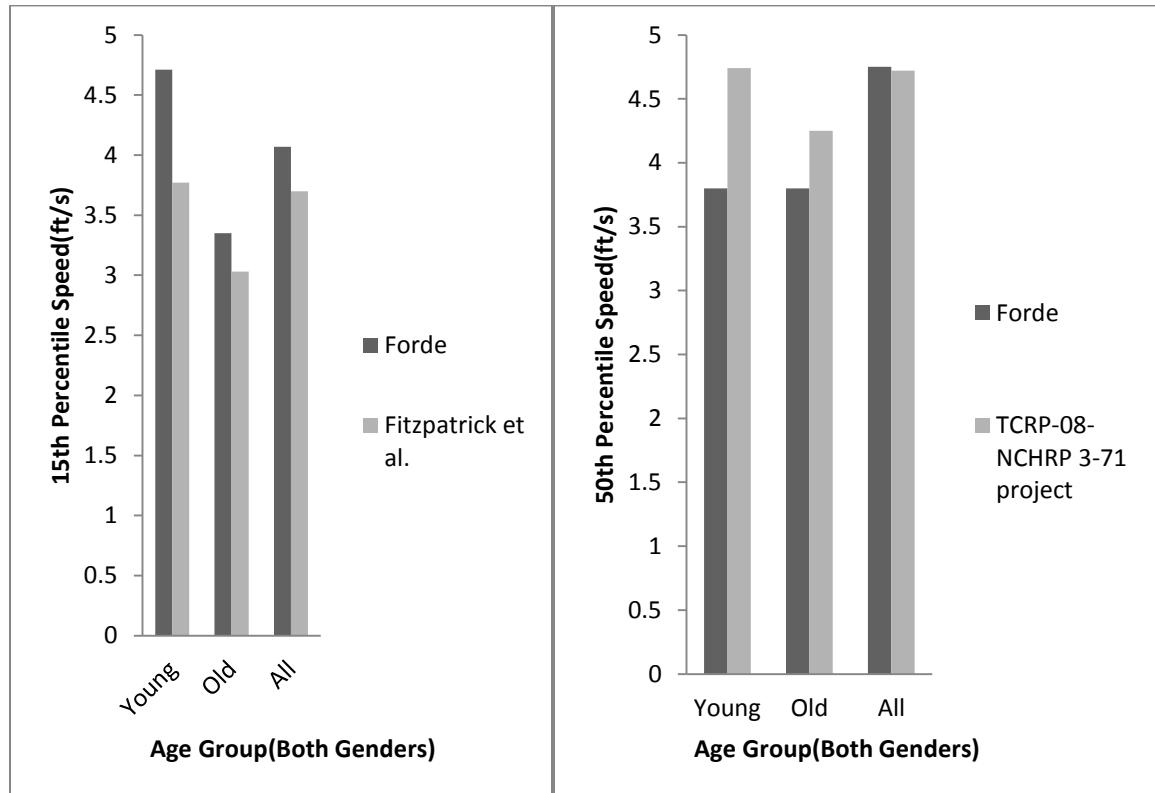 5
4.5
4
3.5
3
2.5
2
1.5
1
0.5
0
15th Percentile Speed(ft/s)
Young
Old
All
Age Group(Both Genders)
Forde
Fitzpatrick et
al.
5
4.5
4
3.5
3
2.5
2
1.5
1
0.5
0
50th Percentile Speed(ft/s)
Young
Old
All
Age Group(Both Genders)
Forde
TCRP-08-
NCHRP 3-71
project